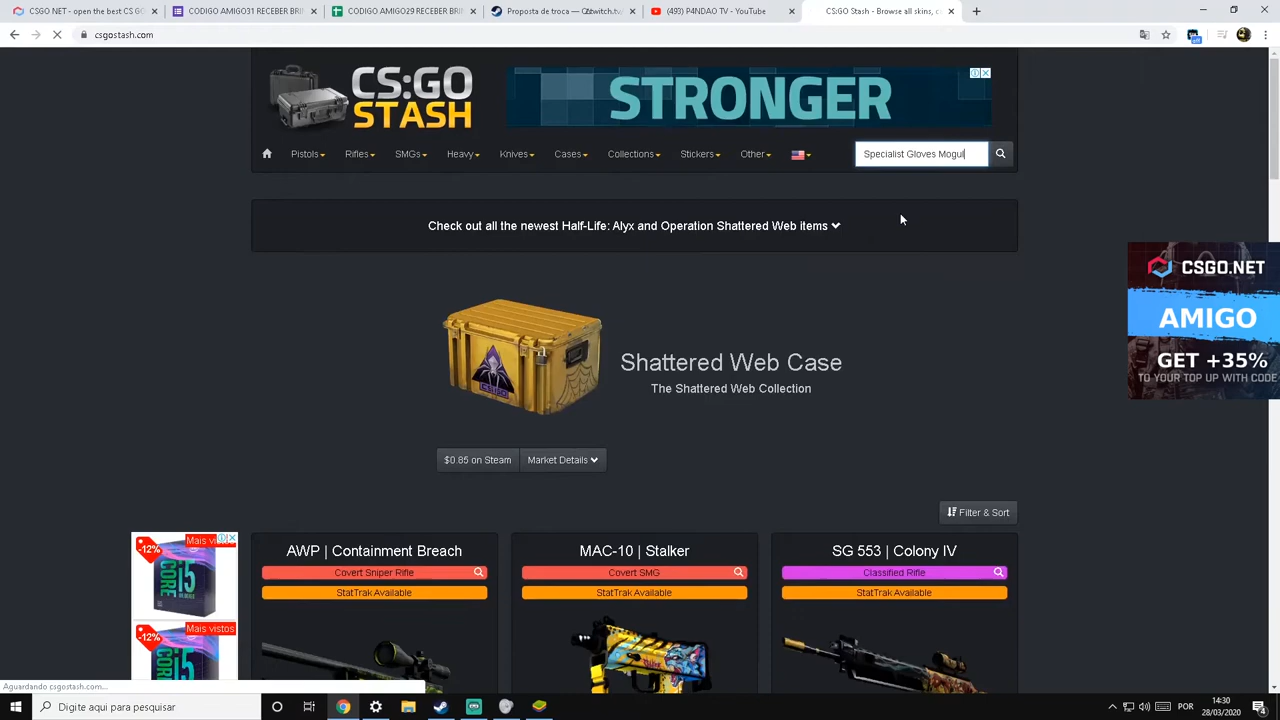 CSGO NET - open the best CS G
CODIGO AMIGO31 RECEBER BRI
CODIGO AMIGO29 RECEBER BRI
Proposta de troca —
twitch.tv
(493) P4NDAO TV - YouTube
CS:GO Stash - Browse all skins,
csgostash.com
CS:GO
STASH
STRONGER
Pistols
Rifles
SMGs
Heavy
Knives
Cases
Collections
Stickers
Other
Specialist Gloves Mogul
Check out all the newest Half-Life: Alyx and Operation Shattered Web items
CSGO.NET
AMIGO
GET +35%
TO YOUR TOP UP WITH CODE
Shattered Web Case
The Shattered Web Collection
$0.85 on Steam
Market Details
Filter & Sort
Mais
-12%
CORE i5
Mais vistos
-12%
CORE i5
AWP | Containment Breach
Covert Sniper Rifle
StatTrak Available
MAC-10 | Stalker
Covert SMG
StatTrak Available
SG 553 | Colony IV
Classified Rifle
StatTrak Available
Aguardando csgostash.com...
Digite aqui para pesquisar
POR
14:30
28/03/2020
4